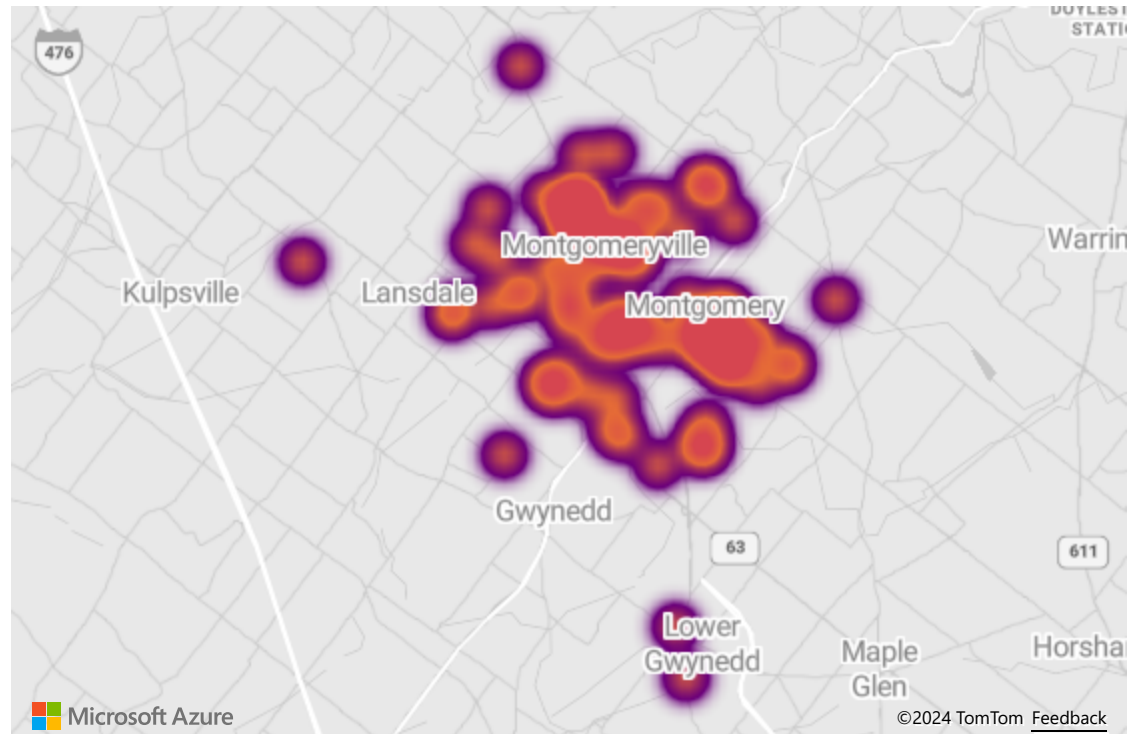 476
DOYLEST
STATI
Montgomeryville
Warrin
Kulpsville
Lansdale
Montgomery
Gwynedd
63
611
Lower
Gwynedd
Maple
Glen
Horsha
Microsoft Azure
©2024 TomTom Feedback